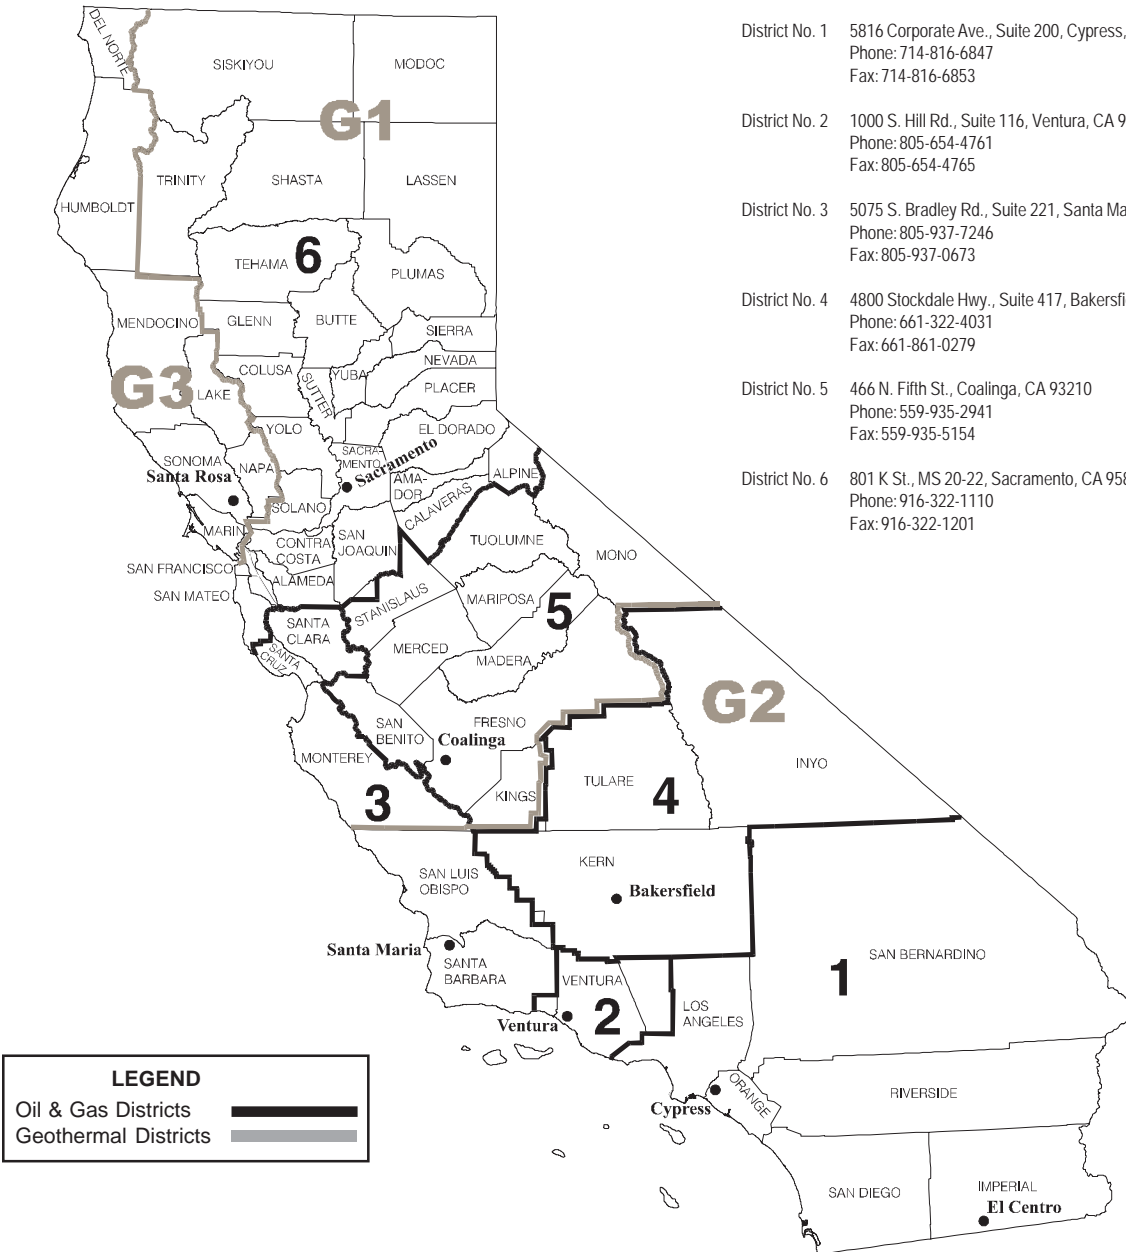 District No. 1 5816 Corporate Ave., Suite 200, Cypress,
Phone: 714-816-6847
Fax: 714-816-6853
District No. 2 1000 S. Hill Rd., Suite 116, Ventura, CA 9
Phone: 805-654-4761
Fax: 805-654-4765
District No. 3 5075 S. Bradley Rd., Suite 221, Santa Ma
Phone: 805-937-7246
Fax: 805-937-0673
District No. 4 4800 Stockdale Hwy., Suite 417, Bakersfi
Phone: 661-322-4031
Fax: 661-861-0279
District No. 5 466 N. Fifth St., Coalinga, CA 93210
Phone: 559-935-2941
Fax: 559-935-5154
District No. 6 801 K St., MS 20-22, Sacramento, CA 958
Phone: 916-322-1110
Fax: 916-322-1201
DEL NORTE
SISKIYOU
MODOC
G1
TRINITY
SHASTA
LASSEN
HUMBOLDT
6
TEHAMA
PLUMAS
MENDOCINO
GLENN
BUTTE
SIERRA
NEVADA
COLUSA
SUTTER
YUBA
PLACER
G3
LAKE
YOLO
EL DORADO
SACRA-
MENTO
Sacramento
SONOMA
NAPA
Santa Rosa
AMA-
DOR
ALPINE
CALAVERAS
SOLANO
MARIN
CONTRA
COSTA
SAN
JOAQUIN
TUOLUMNE
MONO
SAN FRANCISCO
ALAMEDA
SAN MATEO
STANISLAUS
MARIPOSA
5
SANTA
CLARA
SANTA
CRUZ
MERCED
MADERA
G2
SAN
BENITO
FRESNO
Coalinga
MONTEREY
INYO
TULARE
KINGS
3
4
KERN
SAN LUIS
OBISPO
Bakersfield
Santa Maria
SANTA
BARBARA
SAN BERNARDINO
1
VENTURA
2
LOS
ANGELES
Ventura
Cypress
ORANGE
RIVERSIDE
SAN DIEGO
IMPERIAL
El Centro
LEGEND
Oil & Gas Districts
Geothermal Districts